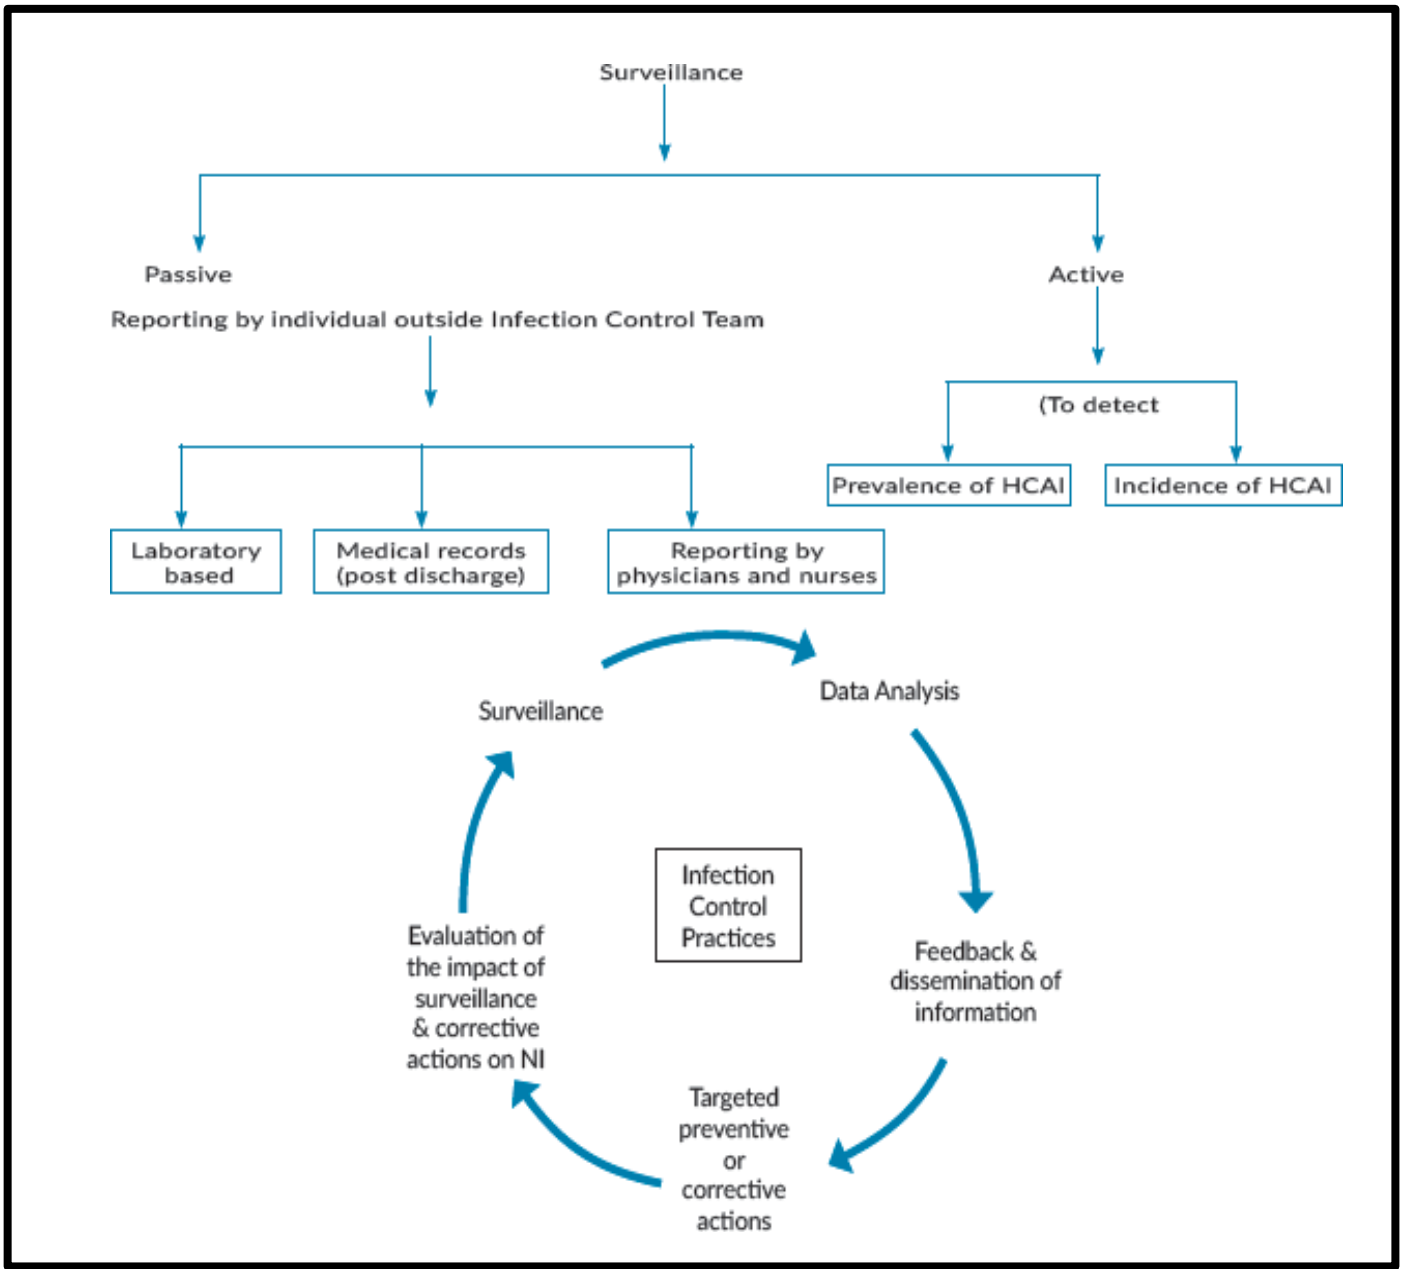 Surveillance
Passive
Active
Reporting by individual outside Infection Control Team
(To detect
Prevalence of HCAI
Incidence of HCAI
Laboratory
based
Medical records
(post discharge)
Reporting by
physicians and nurses
Surveillance
Data Analysis
Infection
Control
Practices
Feedback &
dissemination of
information
Targeted
preventive
or
corrective
actions
Evaluation of
the impact of
surveillance
& corrective
actions on NI